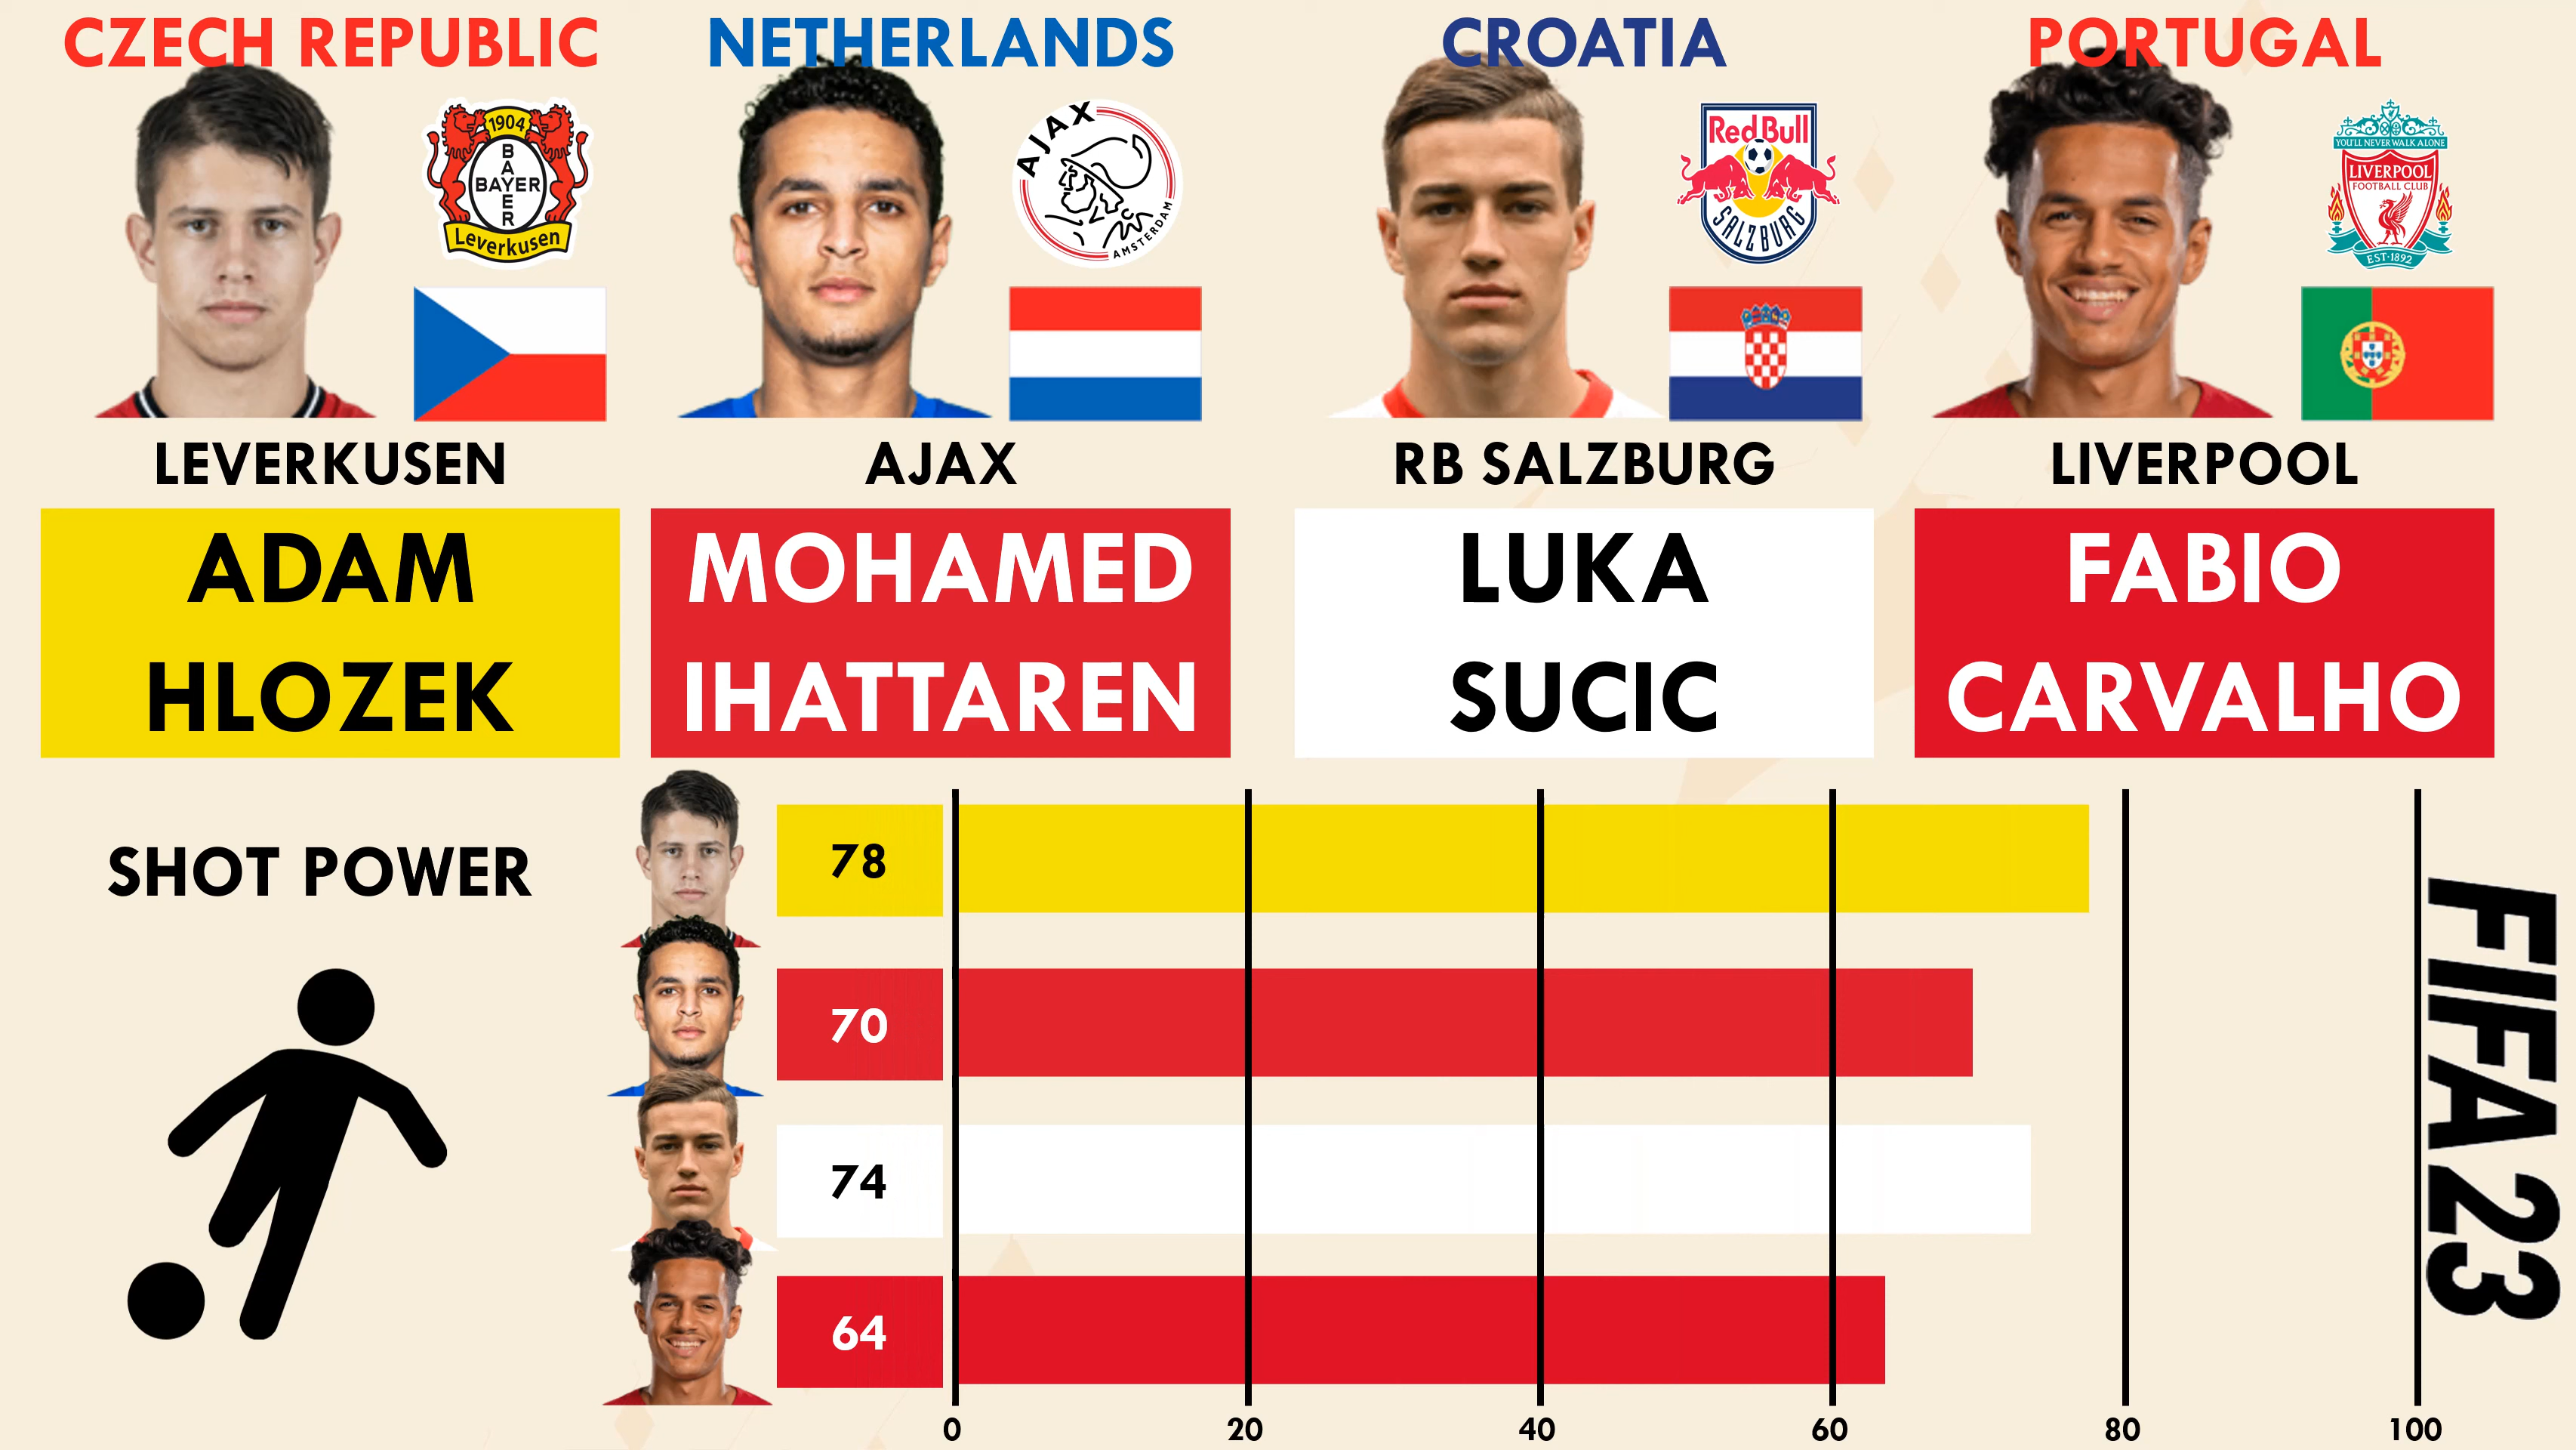 CZECH REPUBLIC
NETHERLANDS
CROATIA
PORTUGAL
1904
BAYER
BAYER
Leverkusen
AJAX
AMSTERDAM
Red Bull
SALZBURG
YOU'LL NEVER WALK ALONE
LIVERPOOL
FOOTBALL CLUB
EST·1892
LEVERKUSEN
AJAX
RB SALZBURG
LIVERPOOL
ADAM
HLOZEK
MOHAMED
IHATTAREN
LUKA
SUCIC
FABIO
CARVALHO
SHOT POWER
78
70
74
64
0 20 40 60 80 100
FIFA 23